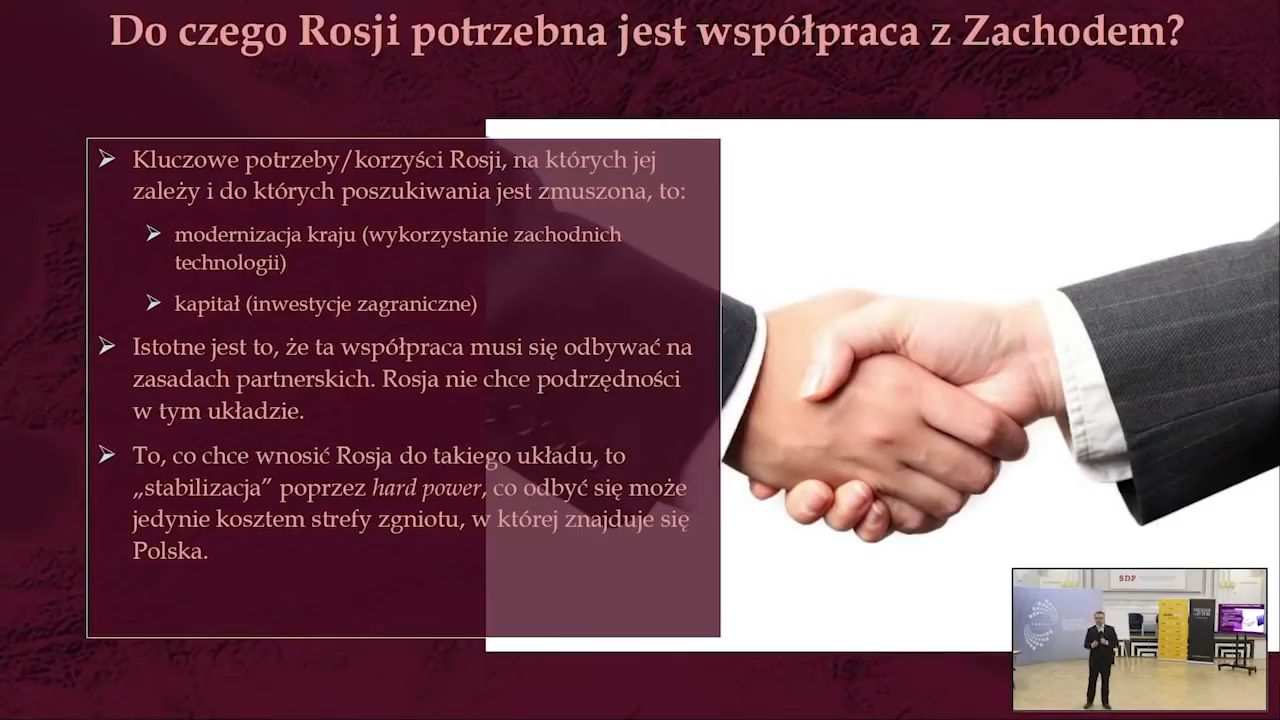 Do czego Rosji potrzebna jest współpraca z Zachodem?
Kluczowe potrzeby/korzyści Rosji, na których jej
zależy i do których poszukiwania jest zmuszona, to:
modernizacja kraju (wykorzystanie zachodnich
technologii)
kapitał (inwestycje zagraniczne)
Istotne jest to, że ta współpraca musi się odbywać na
zasadach partnerskich. Rosja nie chce podrzędności
w tym układzie.
To, co chce wnosić Rosja do takiego układu, to
„stabilizacja” poprzez hard power, co odbyć się może
jedynie kosztem strefy zgniotu, w której znajduje się
Polska.
SDP